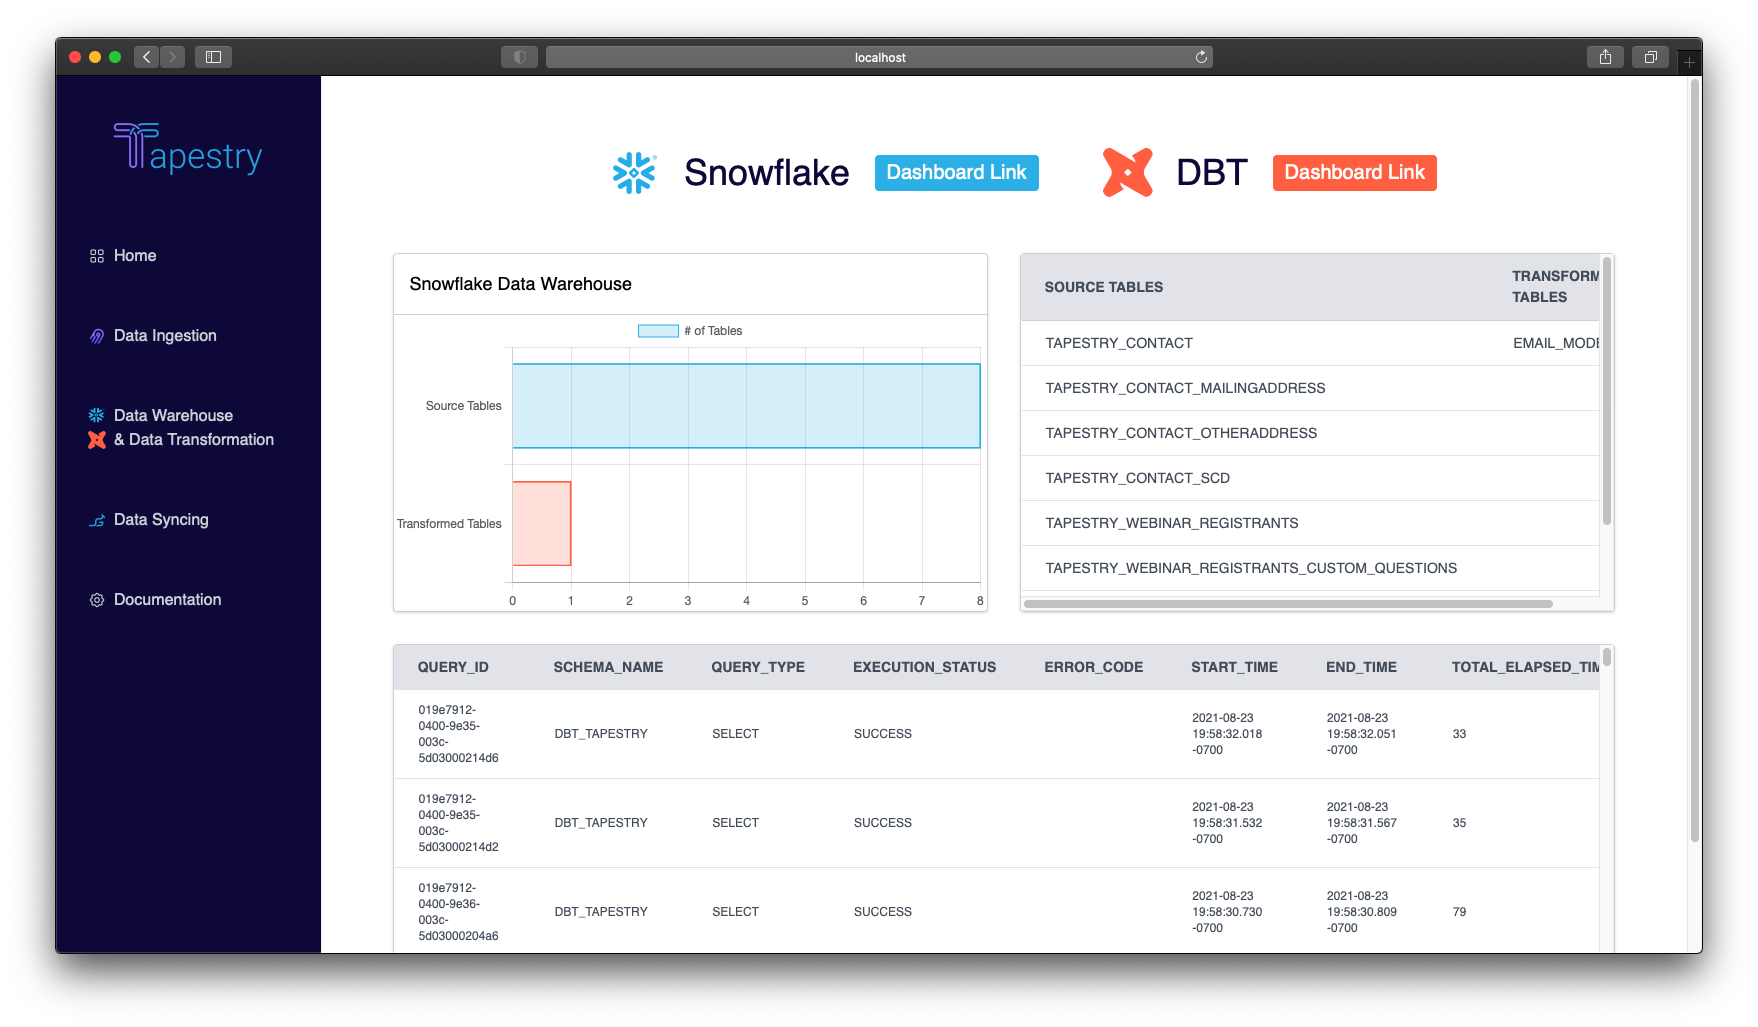 localhost
Tapestry
Home
Data Ingestion
Data Warehouse
& Data Transformation
Data Syncing
Documentation
Snowflake
Dashboard Link
DBT
Dashboard Link
Snowflake Data Warehouse
# of Tables
Source Tables
Transformed Tables
0 1 2 3 4 5 6 7 8
SOURCE TABLES
TRANSFORM
TABLES
TAPESTRY_CONTACT
EMAIL_MODE
TAPESTRY_CONTACT_MAILINGADDRESS
TAPESTRY_CONTACT_OTHERADDRESS
TAPESTRY_CONTACT_SCD
TAPESTRY_WEBINAR_REGISTRANTS
TAPESTRY_WEBINAR_REGISTRANTS_CUSTOM_QUESTIONS
QUERY_ID SCHEMA_NAME QUERY_TYPE EXECUTION_STATUS ERROR_CODE START_TIME END_TIME TOTAL_ELAPSED_TIM
019e7912-
0400-9e35-
003c-
5d03000214d6
DBT_TAPESTRY
SELECT
SUCCESS
2021-08-23
19:58:32.018
-0700
2021-08-23
19:58:32.051
-0700
33
019e7912-
0400-9e35-
003c-
5d03000214d2
DBT_TAPESTRY
SELECT
SUCCESS
2021-08-23
19:58:31.532
-0700
2021-08-23
19:58:31.567
-0700
35
019e7912-
0400-9e36-
003c-
5d03000204a6
DBT_TAPESTRY
SELECT
SUCCESS
2021-08-23
19:58:30.730
-0700
2021-08-23
19:58:30.809
-0700
79